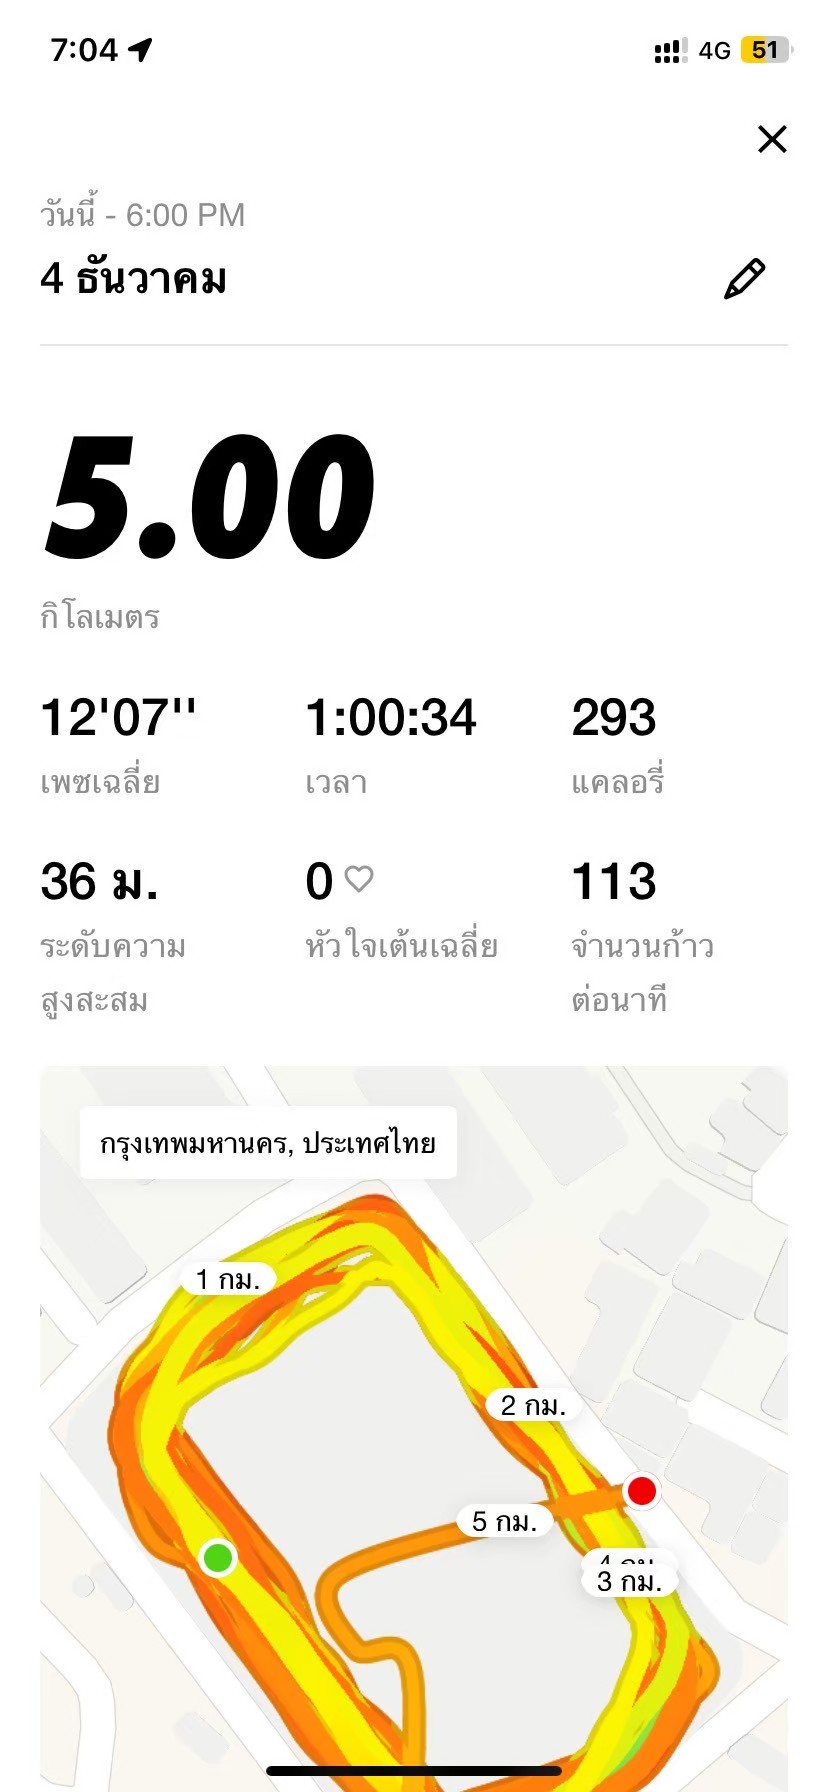 7:04
4G 51
วันนี้ - 6:00 PM
4 ธันวาคม
5.00
กิโลเมตร
12'07'' 1:00:34 293
เพซเฉลี่ย เวลา แคลอรี่
36 ม. 0 113
ระดับความ หัวใจเต้นเฉลี่ย จำนวนก้าว
สูงสะสม ต่อนาที
กรุงเทพมหานคร, ประเทศไทย
1 กม.
2 กม.
5 กม.
3 กม.